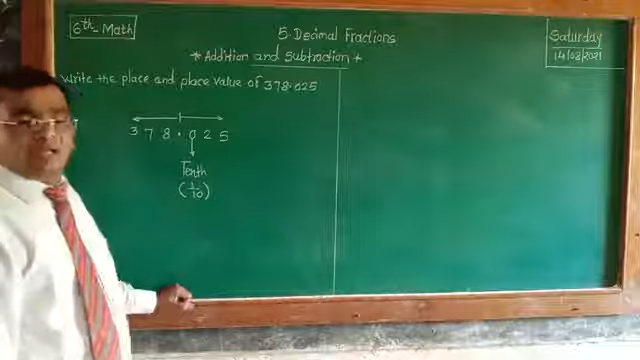 6th - Math
5. Decimal Fractions
Saturday
14/08/2021
* Addition and Subtraction *
Write the place and place value of 378.025
3 7 8 . 0 2 5
Tenth
(1/10)